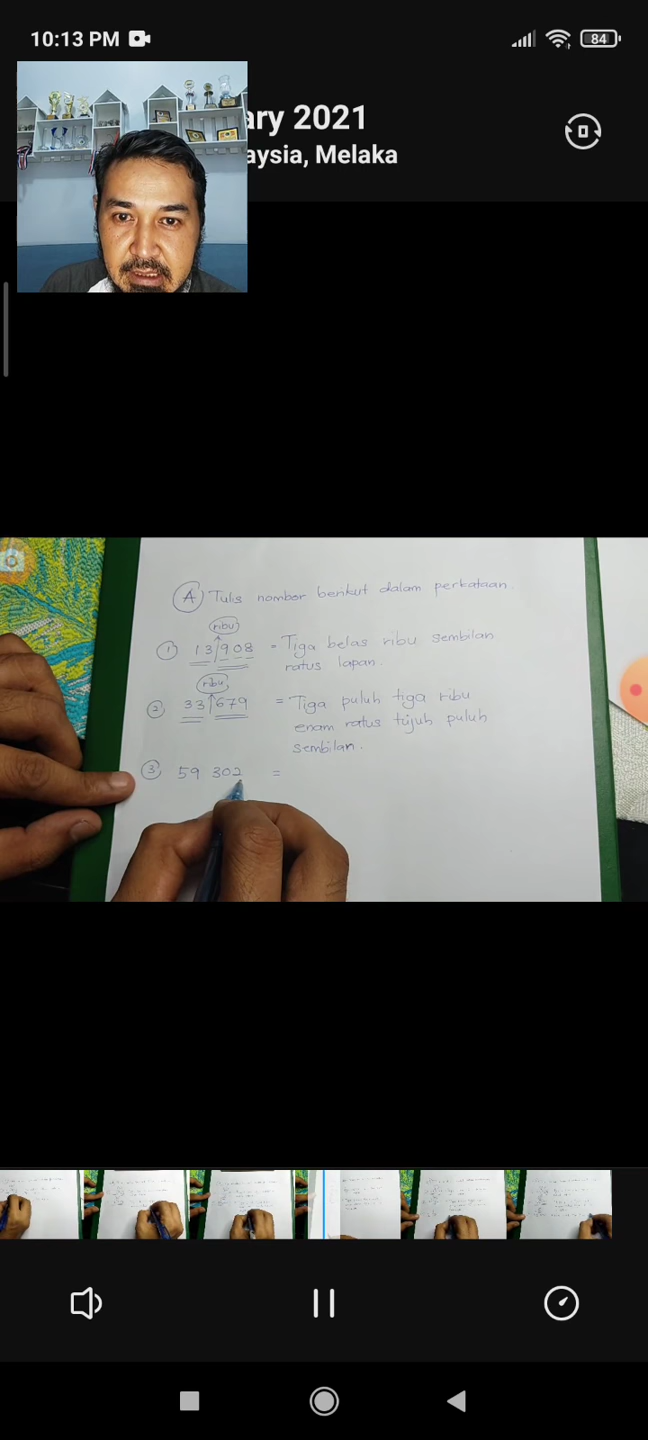 10:13 PM
84
ary 2021
aysia, Melaka
A Tulis nombor berikut dalam perkataan.
ribu
1 13 908 = Tiga belas ribu sembilan
ratus lapan.
ribu
2 33 679 = Tiga puluh tiga ribu
enam ratus tujuh puluh
sembilan.
3 59 302 =